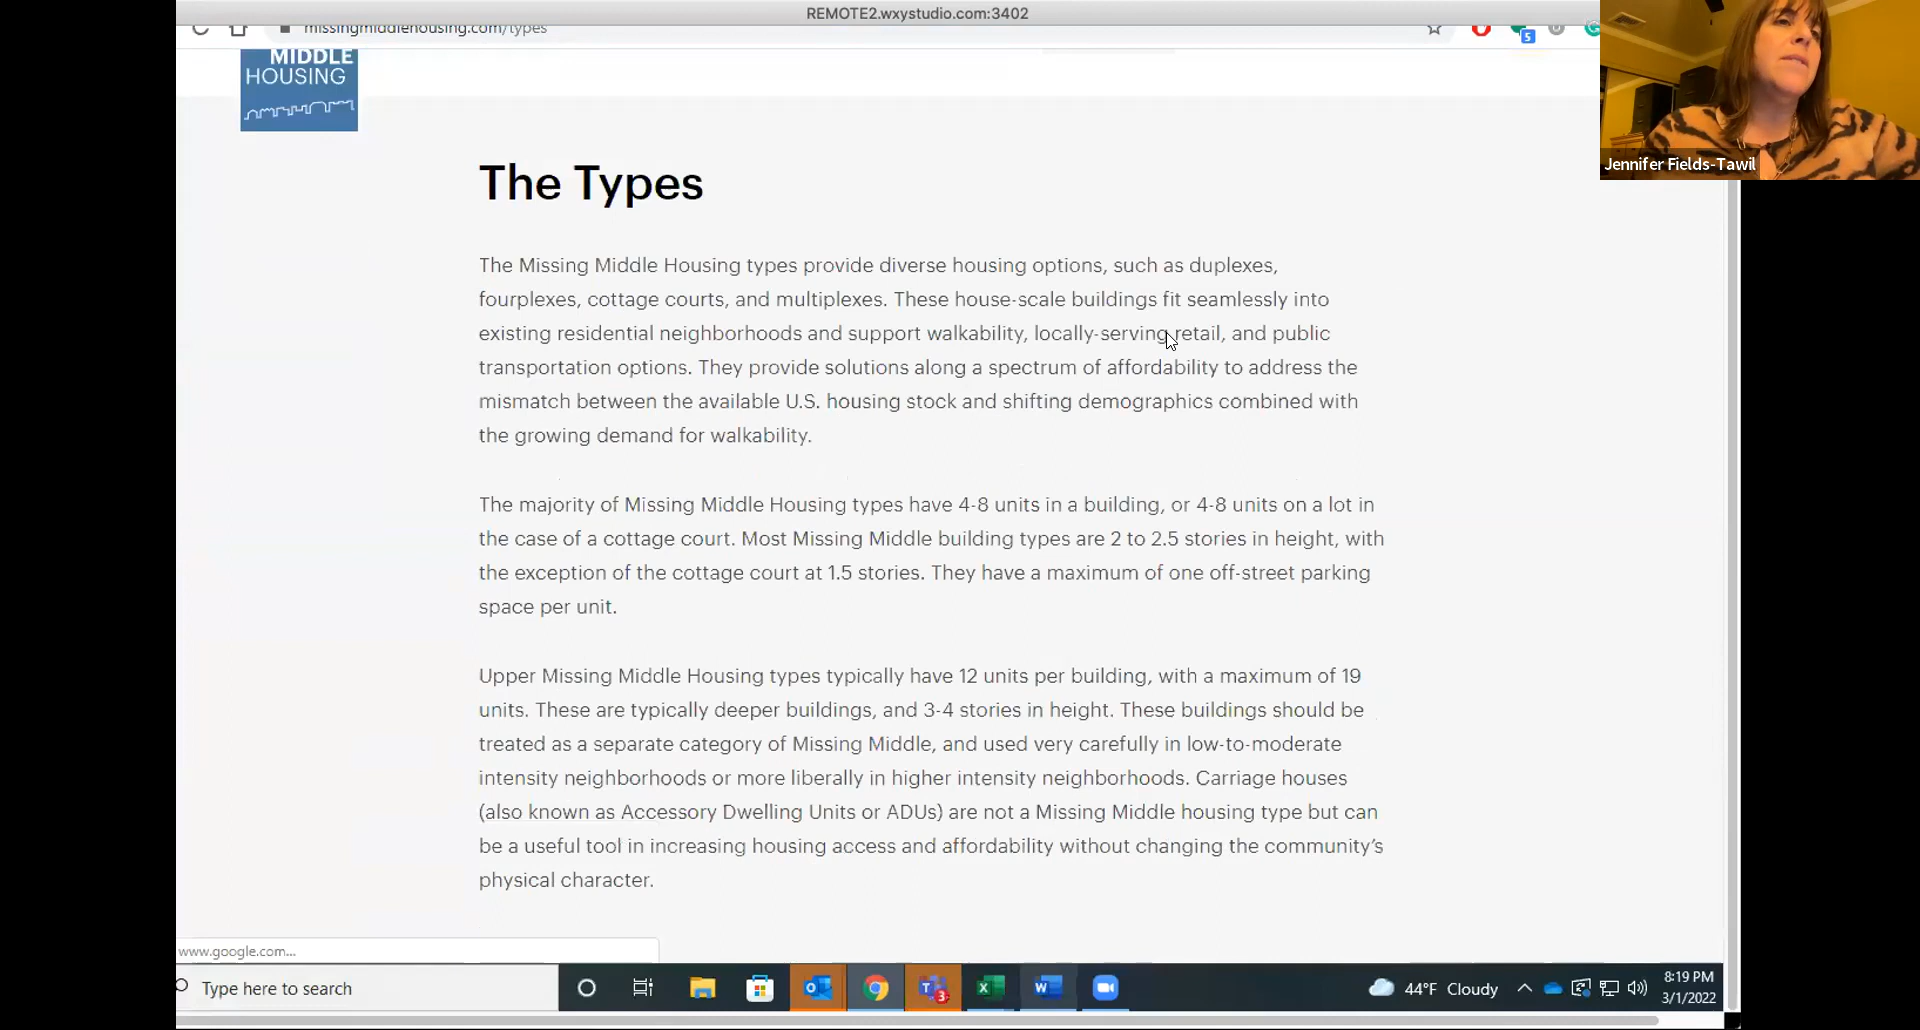 REMOTE2.wxystudio.com:3402
missingmiddlehousing.com/types
5
MIDDLE
HOUSING
Jennifer Fields-Tawil
The Types
The Missing Middle Housing types provide diverse housing options, such as duplexes,
fourplexes, cottage courts, and multiplexes. These house-scale buildings fit seamlessly into
existing residential neighborhoods and support walkability, locally-serving retail, and public
transportation options. They provide solutions along a spectrum of affordability to address the
mismatch between the available U.S. housing stock and shifting demographics combined with
the growing demand for walkability.
The majority of Missing Middle Housing types have 4-8 units in a building, or 4-8 units on a lot in
the case of a cottage court. Most Missing Middle building types are 2 to 2.5 stories in height, with
the exception of the cottage court at 1.5 stories. They have a maximum of one off-street parking
space per unit.
Upper Missing Middle Housing types typically have 12 units per building, with a maximum of 19
units. These are typically deeper buildings, and 3-4 stories in height. These buildings should be
treated as a separate category of Missing Middle, and used very carefully in low-to-moderate
intensity neighborhoods or more liberally in higher intensity neighborhoods. Carriage houses
(also known as Accessory Dwelling Units or ADUs) are not a Missing Middle housing type but can
be a useful tool in increasing housing access and affordability without changing the community's
physical character.
www.google.com...
Type here to search
3
44°F Cloudy
8:19 PM
3/1/2022